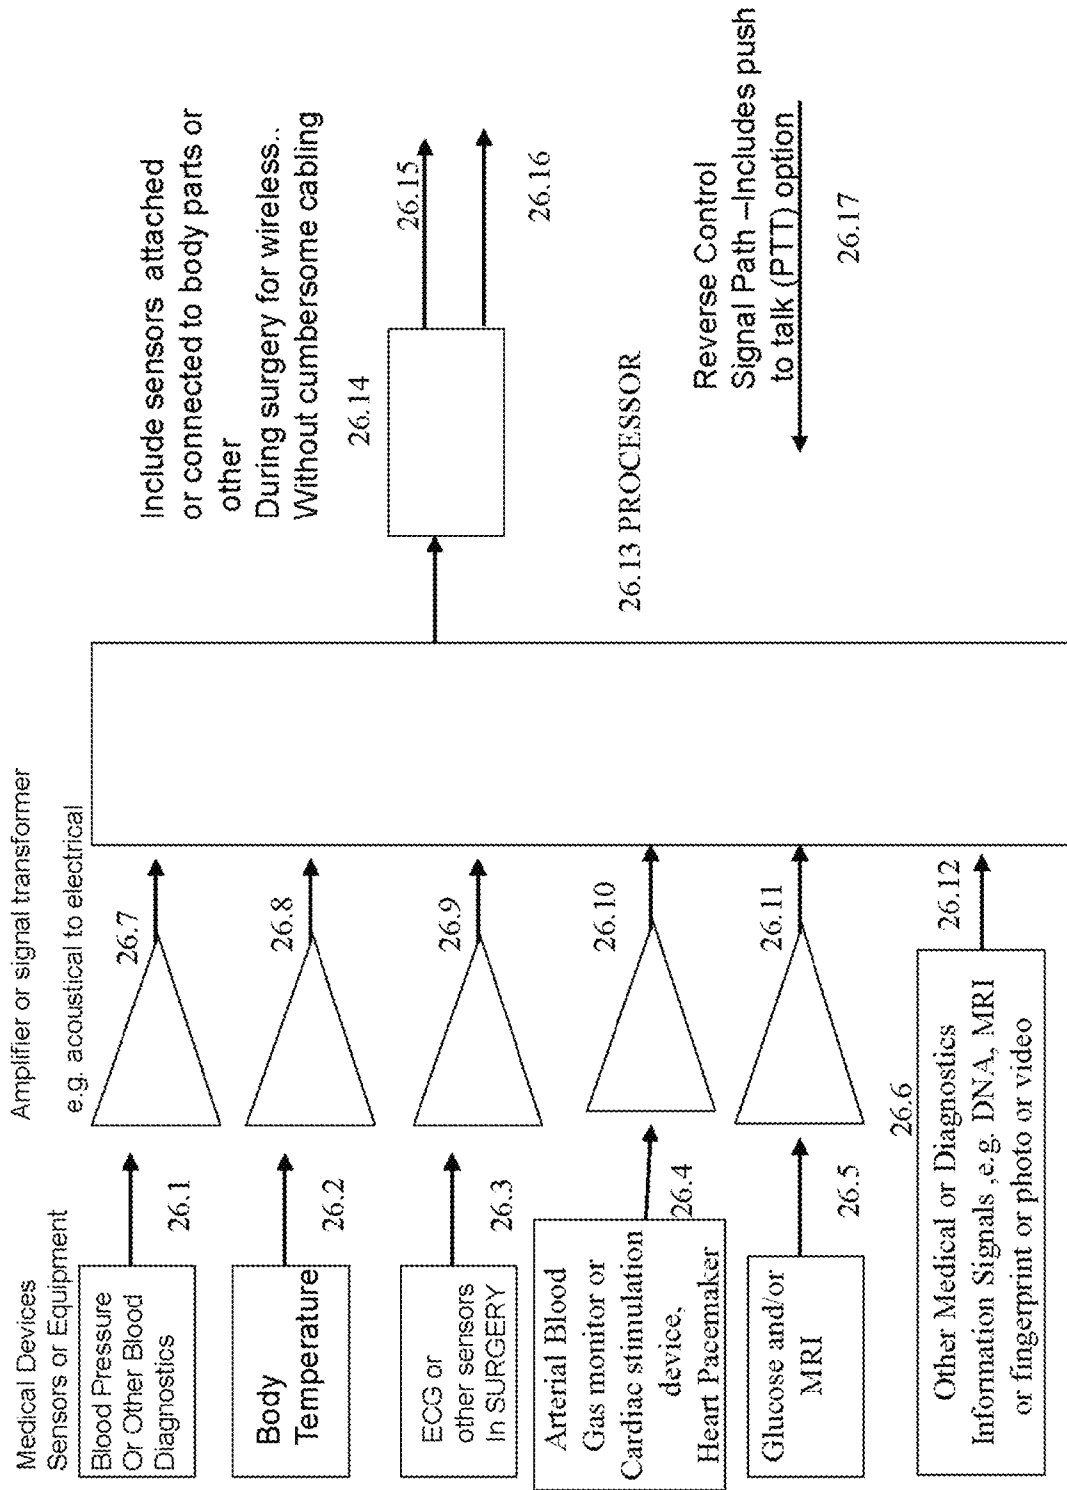 Medical Devices
Sensors or Equipment
Amplifier or signal transformer
e.g. acoustical to electrical
Blood Pressure
Or Other Blood
Diagnostics
26.1
26.7
Body
Temperature
26.2
26.8
ECG or
other sensors
In SURGERY
26.3
26.9
Arterial Blood
Gas monitor or
Cardiac stimulation
device,
Heart Pacemaker
26.4
26.10
Glucose and/or
MRI
26.5
26.11
26.6
Other Medical or Diagnostics
Information Signals ,e.g. DNA, MRI
or fingerprint or photo or video
26.12
26.13 PROCESSOR
Include sensors attached
or connected to body parts or
other
During surgery for wireless..
Without cumbersome cabling
26.14
26.15
26.16
Reverse Control
Signal Path –Includes push
to talk (PTT) option
26.17